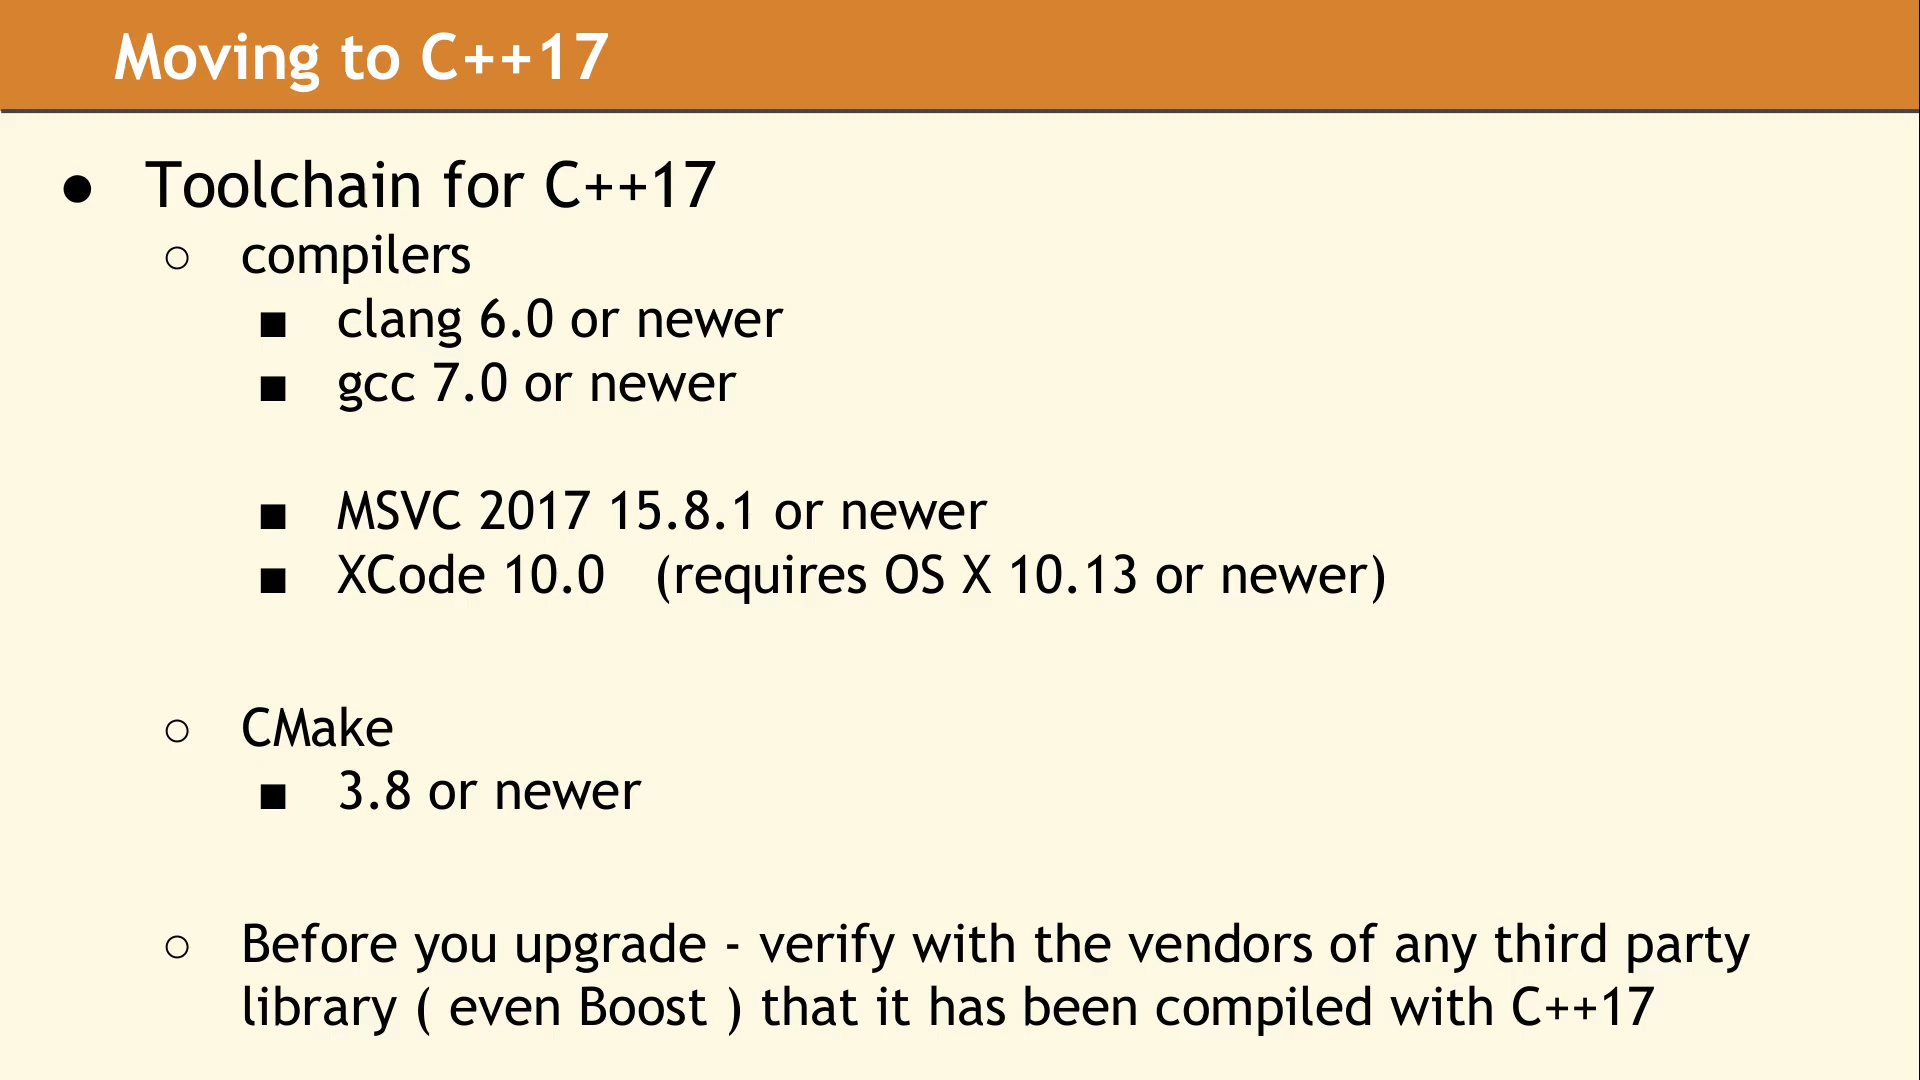 Moving to C++17
● Toolchain for C++17
○ compilers
■ clang 6.0 or newer
■ gcc 7.0 or newer
■ MSVC 2017 15.8.1 or newer
■ XCode 10.0 (requires OS X 10.13 or newer)
○ CMake
■ 3.8 or newer
○ Before you upgrade - verify with the vendors of any third party
library ( even Boost ) that it has been compiled with C++17